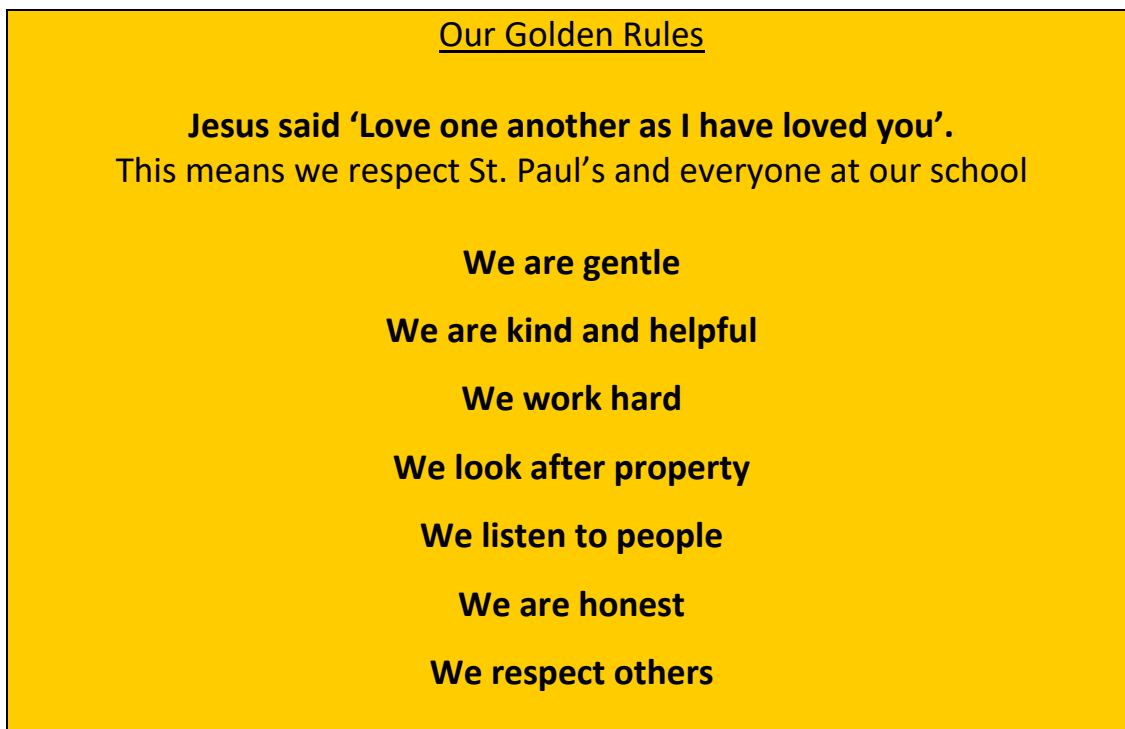 Our Golden Rules
Jesus said ‘Love one another as I have loved you’.
This means we respect St. Paul’s and everyone at our school
We are gentle
We are kind and helpful
We work hard
We look after property
We listen to people
We are honest
We respect others